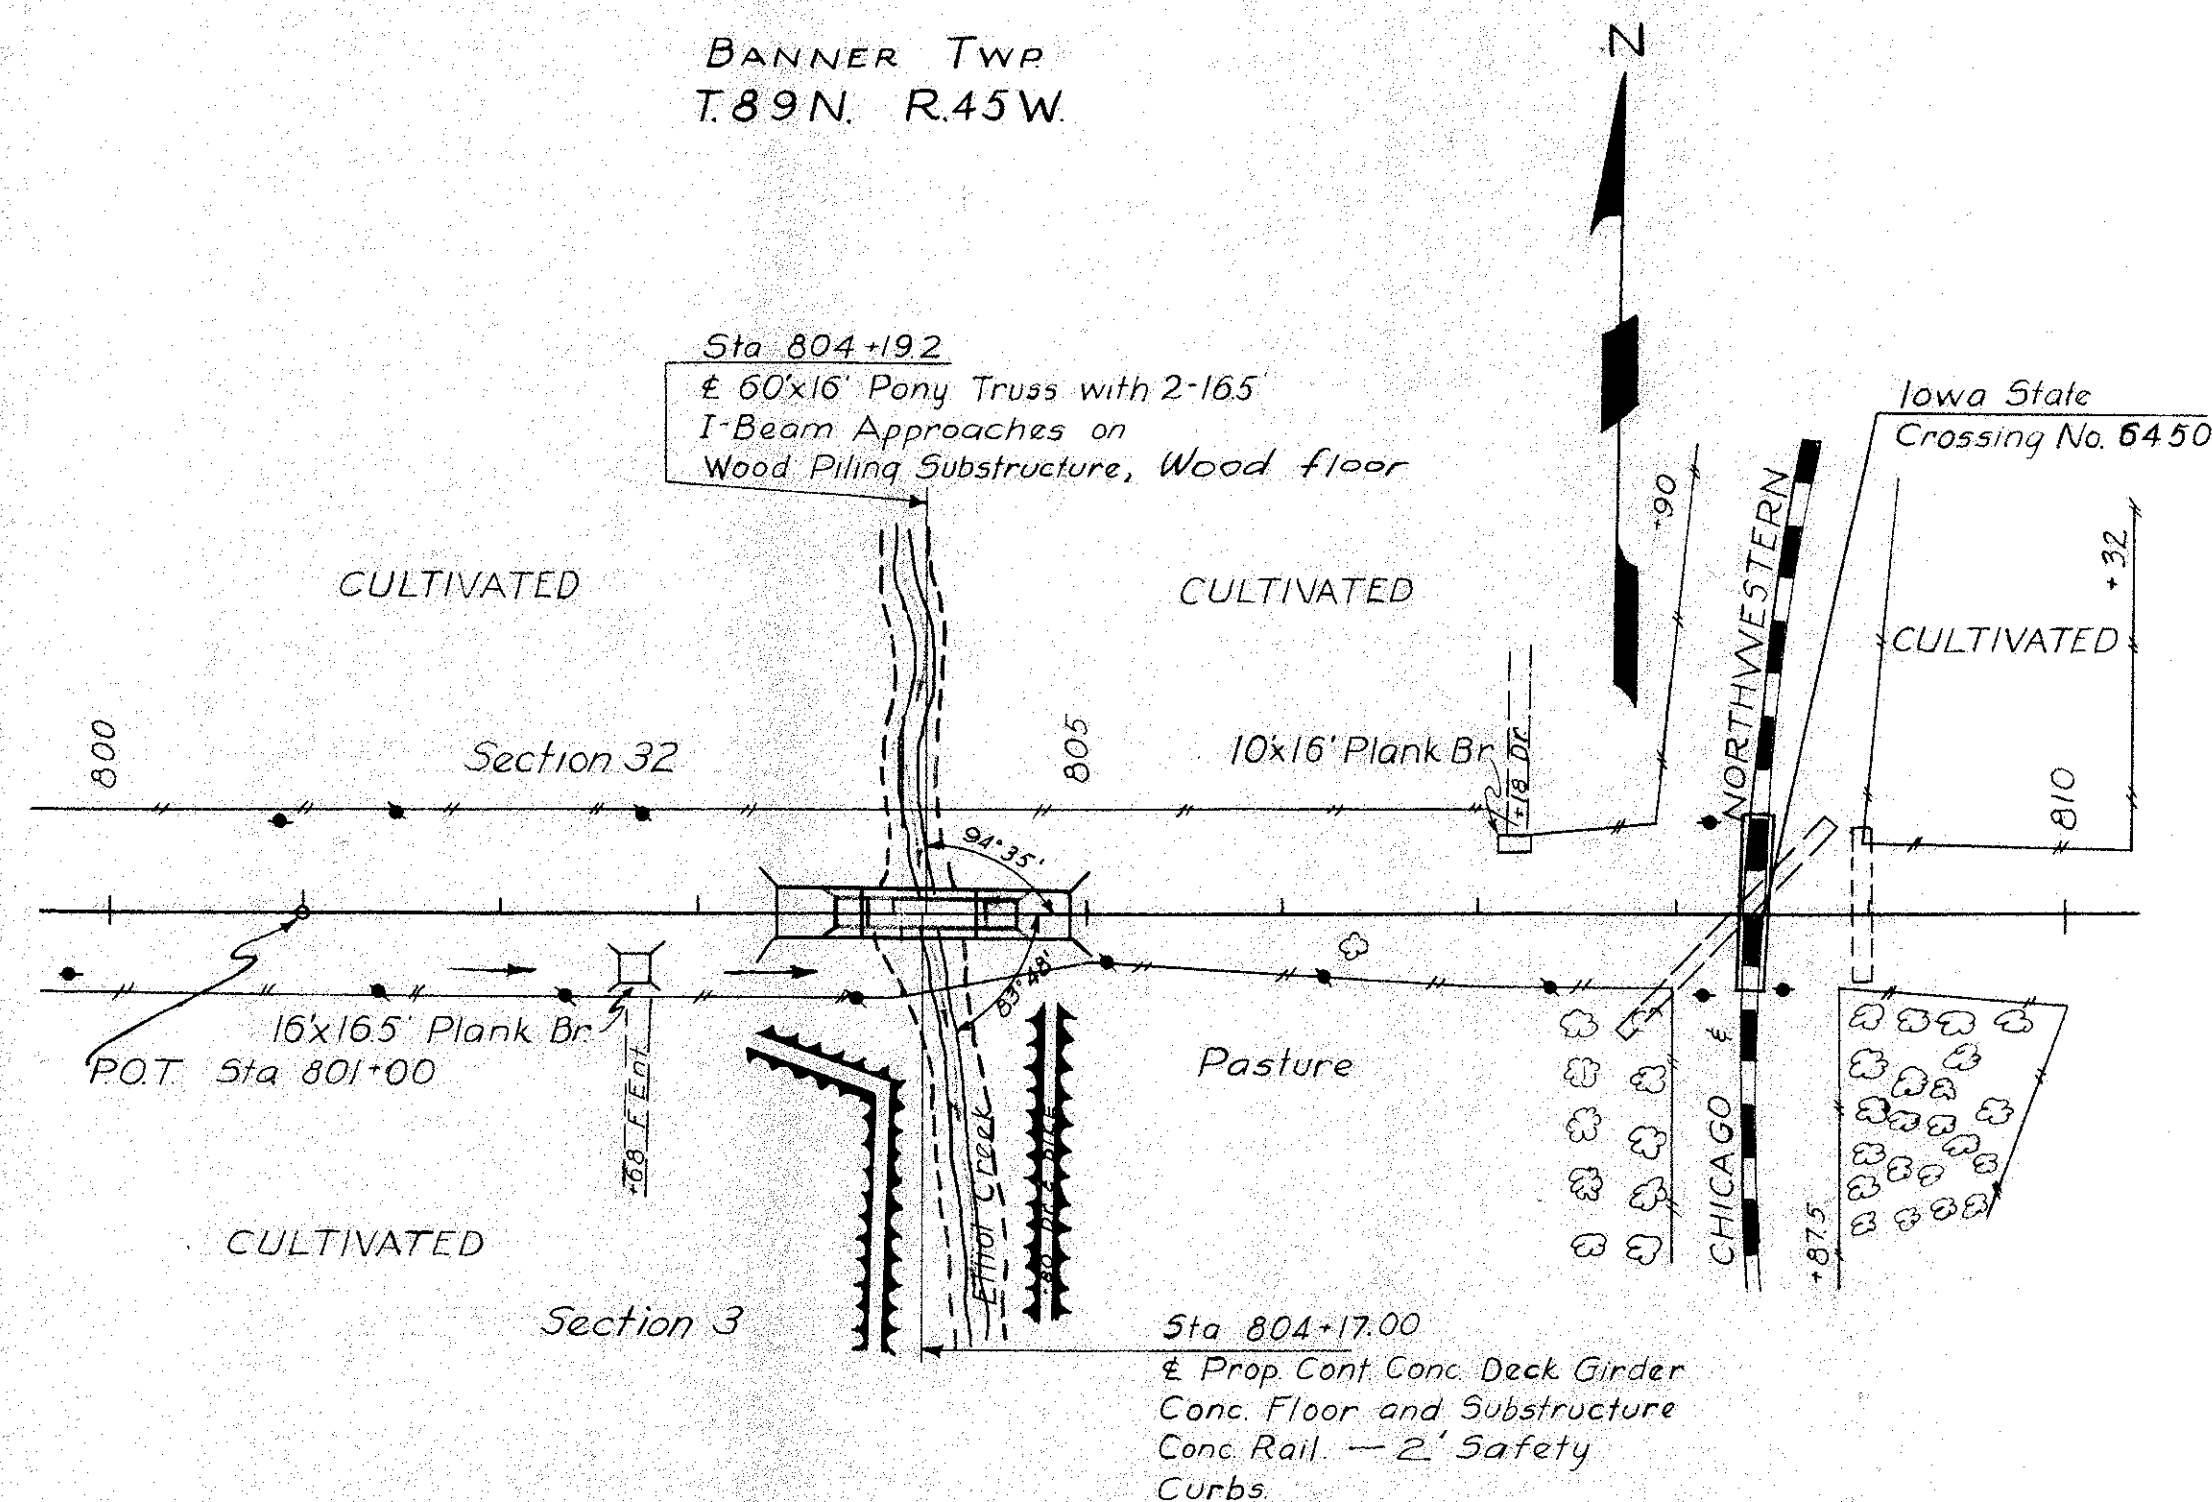 BANNER TWP.
T.89N. R.45W.
N
Sta 804+19.2
℄ 60'x16' Pony Truss with 2-16.5'
I-Beam Approaches on
Wood Piling Substructure, Wood floor
Iowa State
Crossing No. 6450
+90
NORTHWESTERN
+32
CULTIVATED
CULTIVATED
CULTIVATED
800
Section 32
805
10'x16' Plank Br.
+18 Dr.
810
94°35'
83°48'
16'x16.5' Plank Br.
P.O.T. Sta 801+00
+68 F. Ent.
Pasture
&
CHICAGO
+87.5
Elliot Creek
+80 Dr. & Dike
CULTIVATED
Section 3
Sta 804+17.00
℄ Prop. Cont. Conc. Deck Girder
Conc. Floor and Substructure
Conc. Rail. — 2' Safety
Curbs.